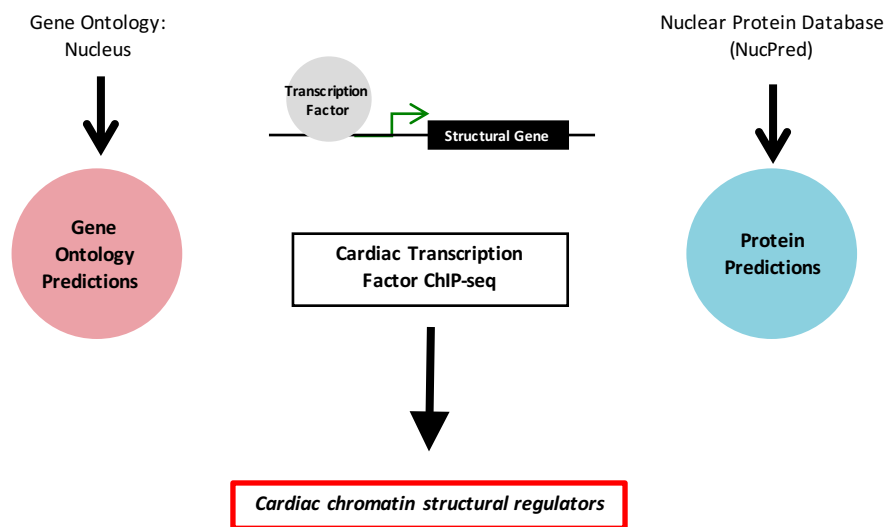 Gene Ontology:
Nucleus
Nuclear Protein Database
(NucPred)
Transcription
Factor
Structural Gene
Gene
Ontology
Predictions
Cardiac Transcription
Factor ChIP-seq
Protein
Predictions
Cardiac chromatin structural regulators